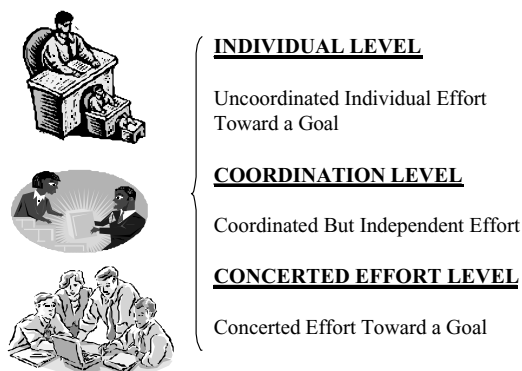 INDIVIDUAL LEVEL
Uncoordinated Individual Effort
Toward a Goal
COORDINATION LEVEL
Coordinated But Independent Effort
CONCERTED EFFORT LEVEL
Concerted Effort Toward a Goal